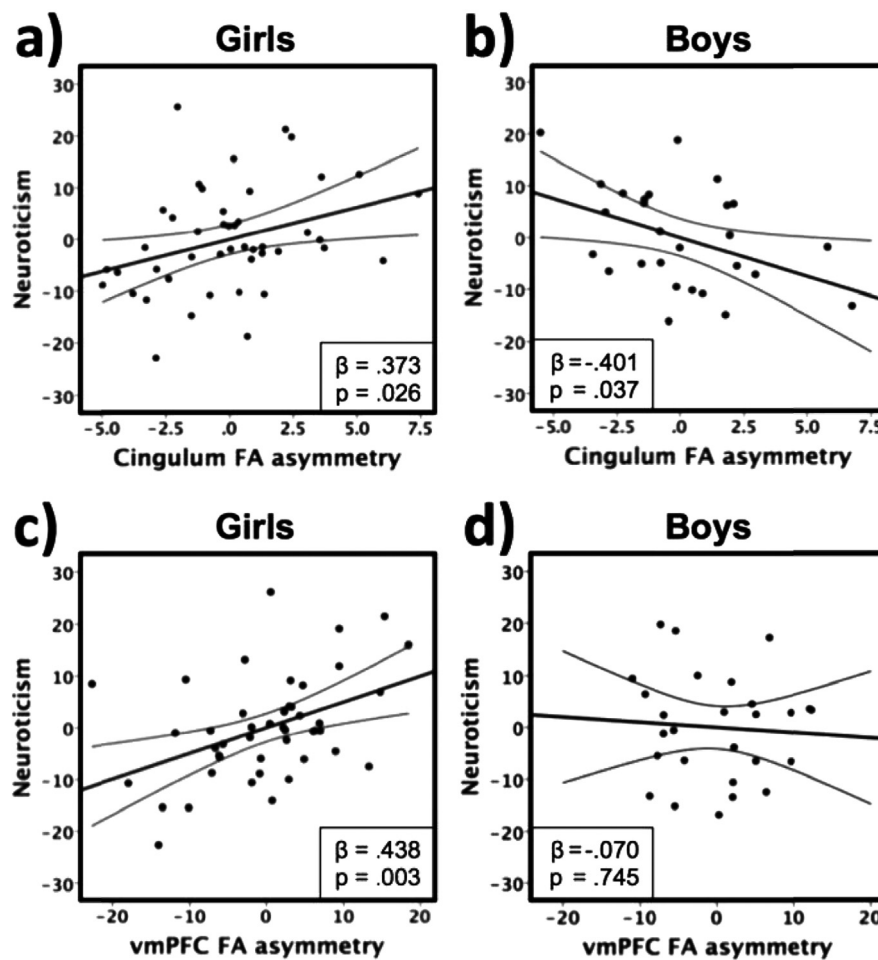 a)
Girls
30
20
10
0
-10
-20
-30
Neuroticism
β = .373
p = .026
-5.0 -2.5 .0 2.5 5.0 7.5
Cingulum FA asymmetry
b)
Boys
30
20
10
0
-10
-20
-30
Neuroticism
β =-.401
p = .037
-5.0 -2.5 .0 2.5 5.0 7.5
Cingulum FA asymmetry
c)
Girls
30
20
10
0
-10
-20
-30
Neuroticism
β = .438
p = .003
-20 -10 0 10 20
vmPFC FA asymmetry
d)
Boys
30
20
10
0
-10
-20
-30
Neuroticism
β =-.070
p = .745
-20 -10 0 10 20
vmPFC FA asymmetry